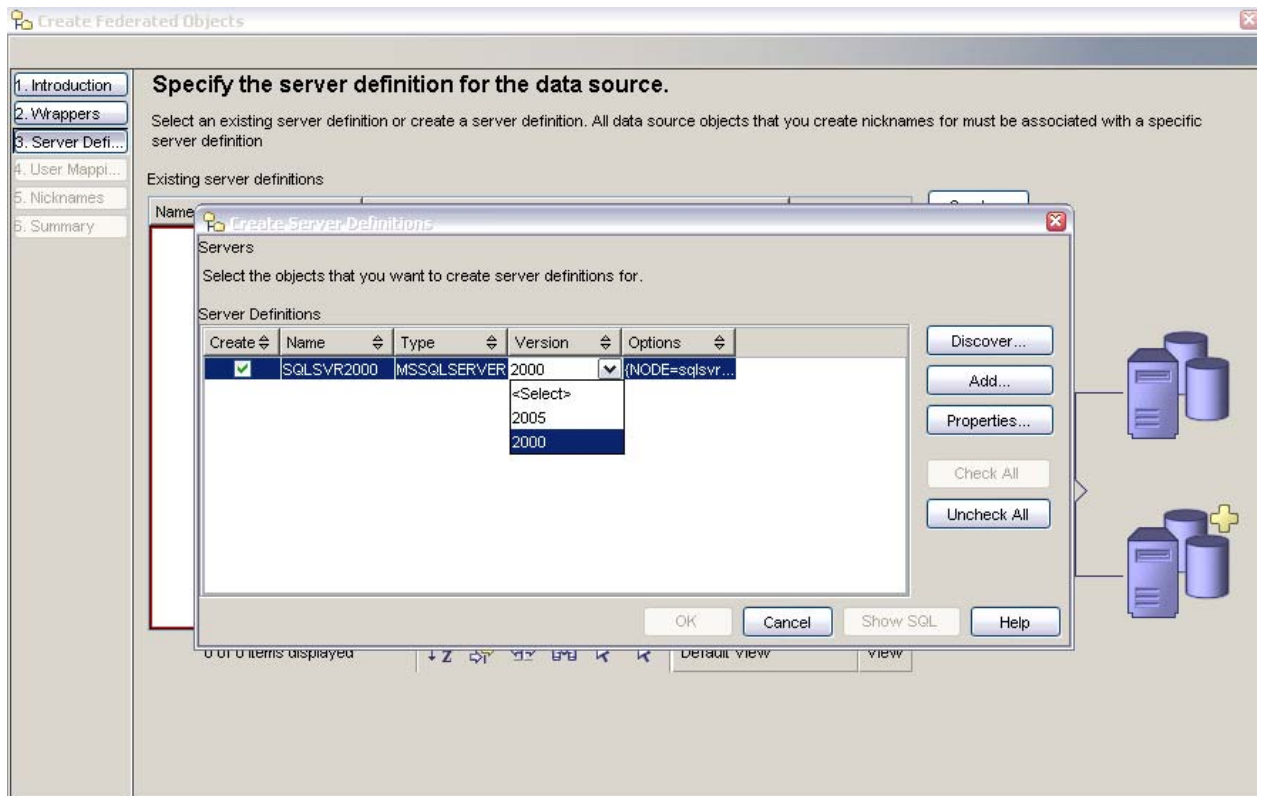 Create Federated Objects
1. Introduction
2. Wrappers
3. Server Defi...
4. User Mappi...
5. Nicknames
6. Summary
Specify the server definition for the data source.
Select an existing server definition or create a server definition. All data source objects that you create nicknames for must be associated with a specific
server definition
Existing server definitions
Name
Create Server Definitions
Servers
Select the objects that you want to create server definitions for.
Server Definitions
Create Name Type Version Options
SQLSVR2000 MSSQLSERVER 2000 {NODE=sqlsvr...
<Select>
2005
2000
Discover...
Add...
Properties...
Check All
Uncheck All
OK Cancel Show SQL Help
0 of 0 items displayed Default View View